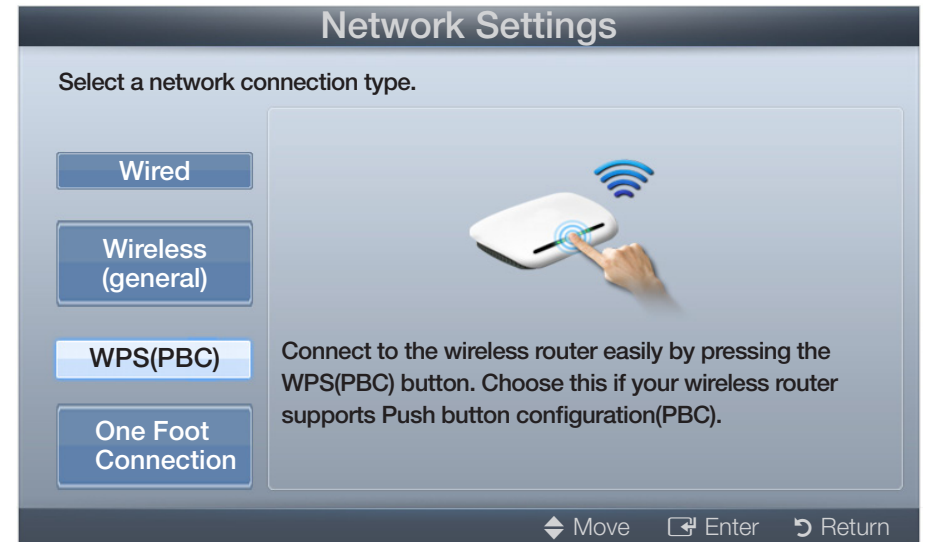 Network Settings
Select a network connection type.
Wired
Wireless
(general)
WPS(PBC)
One Foot
Connection
Connect to the wireless router easily by pressing the
WPS(PBC) button. Choose this if your wireless router
supports Push button configuration(PBC).
Move Enter Return